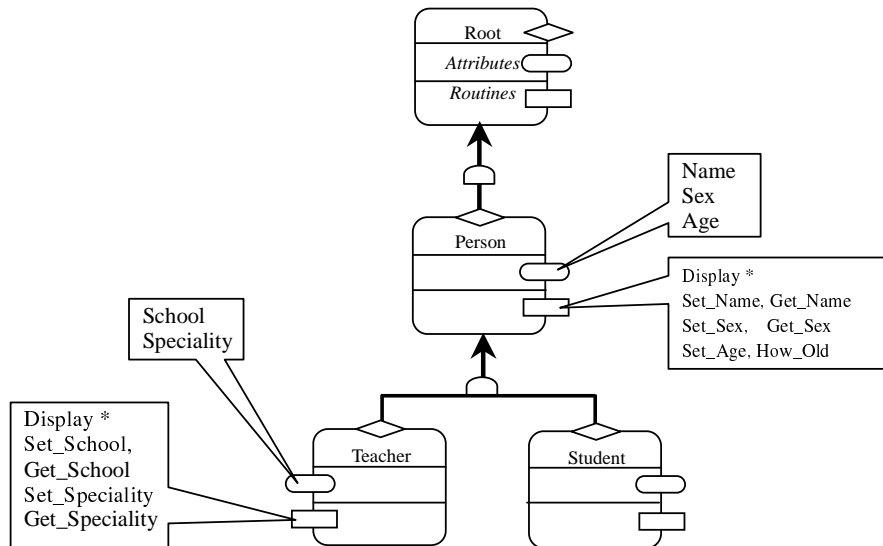 Root
Attributes
Routines
Name
Sex
Age
Person
Display *
Set_Name, Get_Name
Set_Sex, Get_Sex
Set_Age, How_Old
School
Speciality
Display *
Set_School,
Get_School
Set_Speciality
Get_Speciality
Teacher
Student